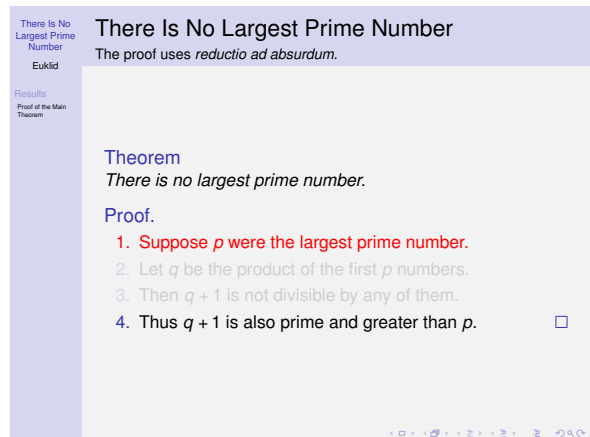 There Is No
Largest Prime
Number
Euklid
Results
Proof of the Main
Theorem
There Is No Largest Prime Number
The proof uses reductio ad absurdum.
Theorem
There is no largest prime number.
Proof.
1. Suppose p were the largest prime number.
2. Let q be the product of the first p numbers.
3. Then q + 1 is not divisible by any of them.
4. Thus q + 1 is also prime and greater than p. □